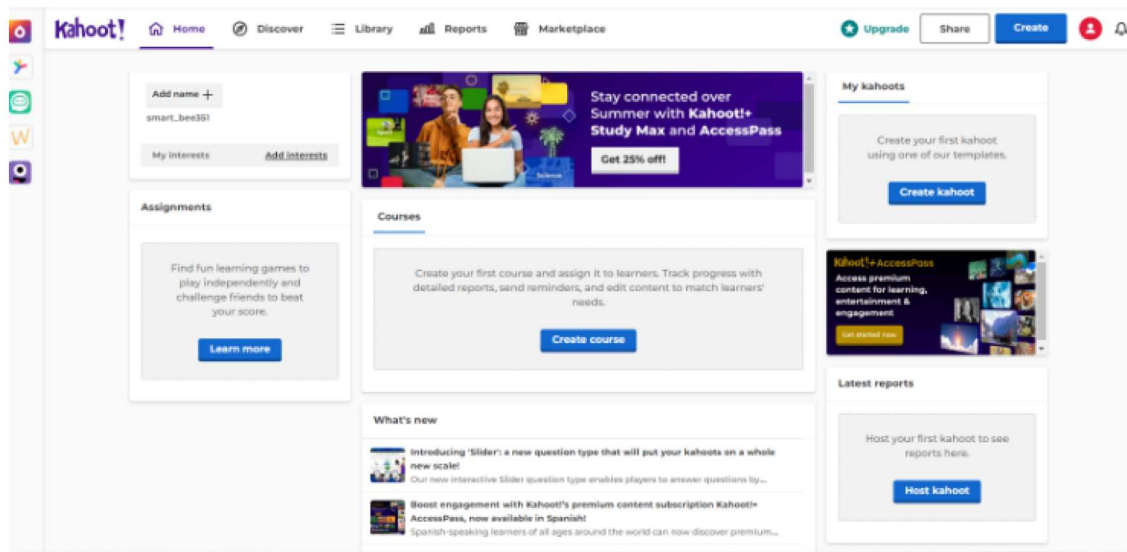 Kahoot!
Home
Discover
Library
Reports
Marketplace
Upgrade
Share
Create
Add name +
smart_bee351
My interests
Add interests
Assignments
Find fun learning games to
play independently and
challenge friends to beat
your score.
Learn more
Stay connected over
Summer with Kahoot!+
Study Max and AccessPass
Get 25% off!
Science
Courses
Create your first course and assign it to learners. Track progress with
detailed reports, send reminders, and edit content to match learners'
needs.
Create course
What's new
Introducing 'Slider': a new question type that will put your kahoots on a whole
new scale!
Our new interactive Slider question type enables players to answer questions by...
Boost engagement with Kahoot!'s premium content subscription Kahoot!+
AccessPass, now available in Spanish!
Spanish-speaking learners of all ages around the world can now discover premium...
My kahoots
Create your first kahoot
using one of our templates.
Create kahoot
Kahoot!+ AccessPass
Access premium
content for learning,
entertainment &
engagement
Get started now
Latest reports
Host your first kahoot to see
reports here.
Host kahoot